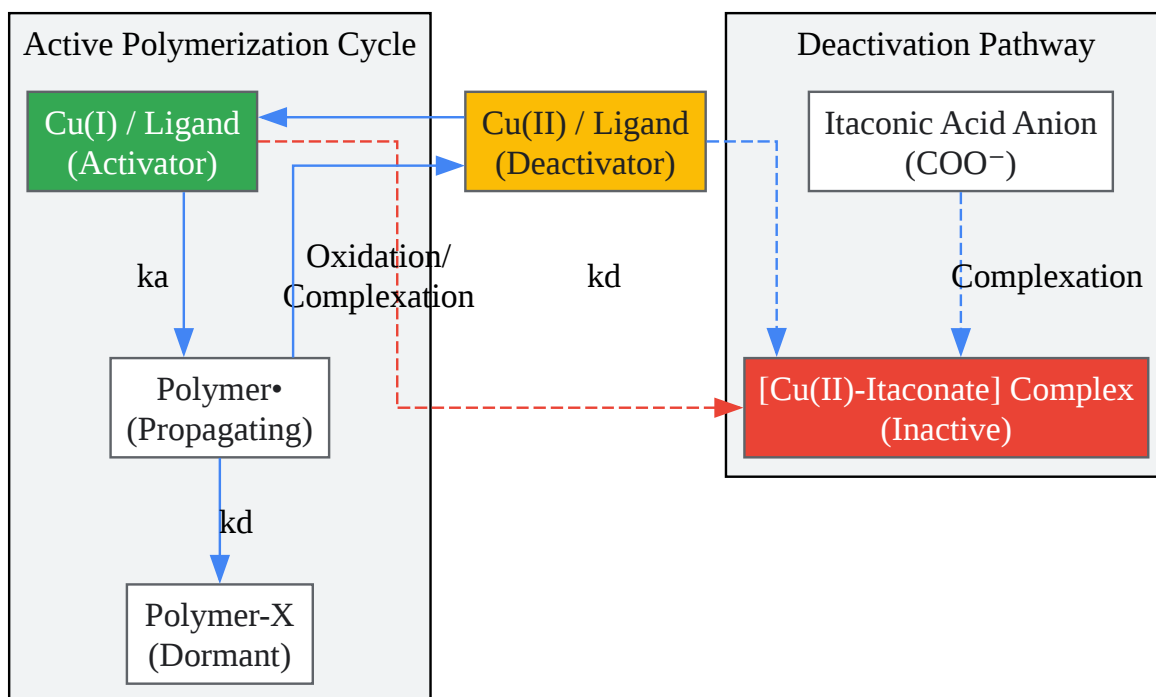 Active Polymerization Cycle
Cu(I) / Ligand
(Activator)
ka
Oxidation/
Complexation
Polymer•
(Propagating)
kd
Polymer-X
(Dormant)
Cu(II) / Ligand
(Deactivator)
kd
Deactivation Pathway
Itaconic Acid Anion
(COO⁻)
Complexation
[Cu(II)-Itaconate] Complex
(Inactive)